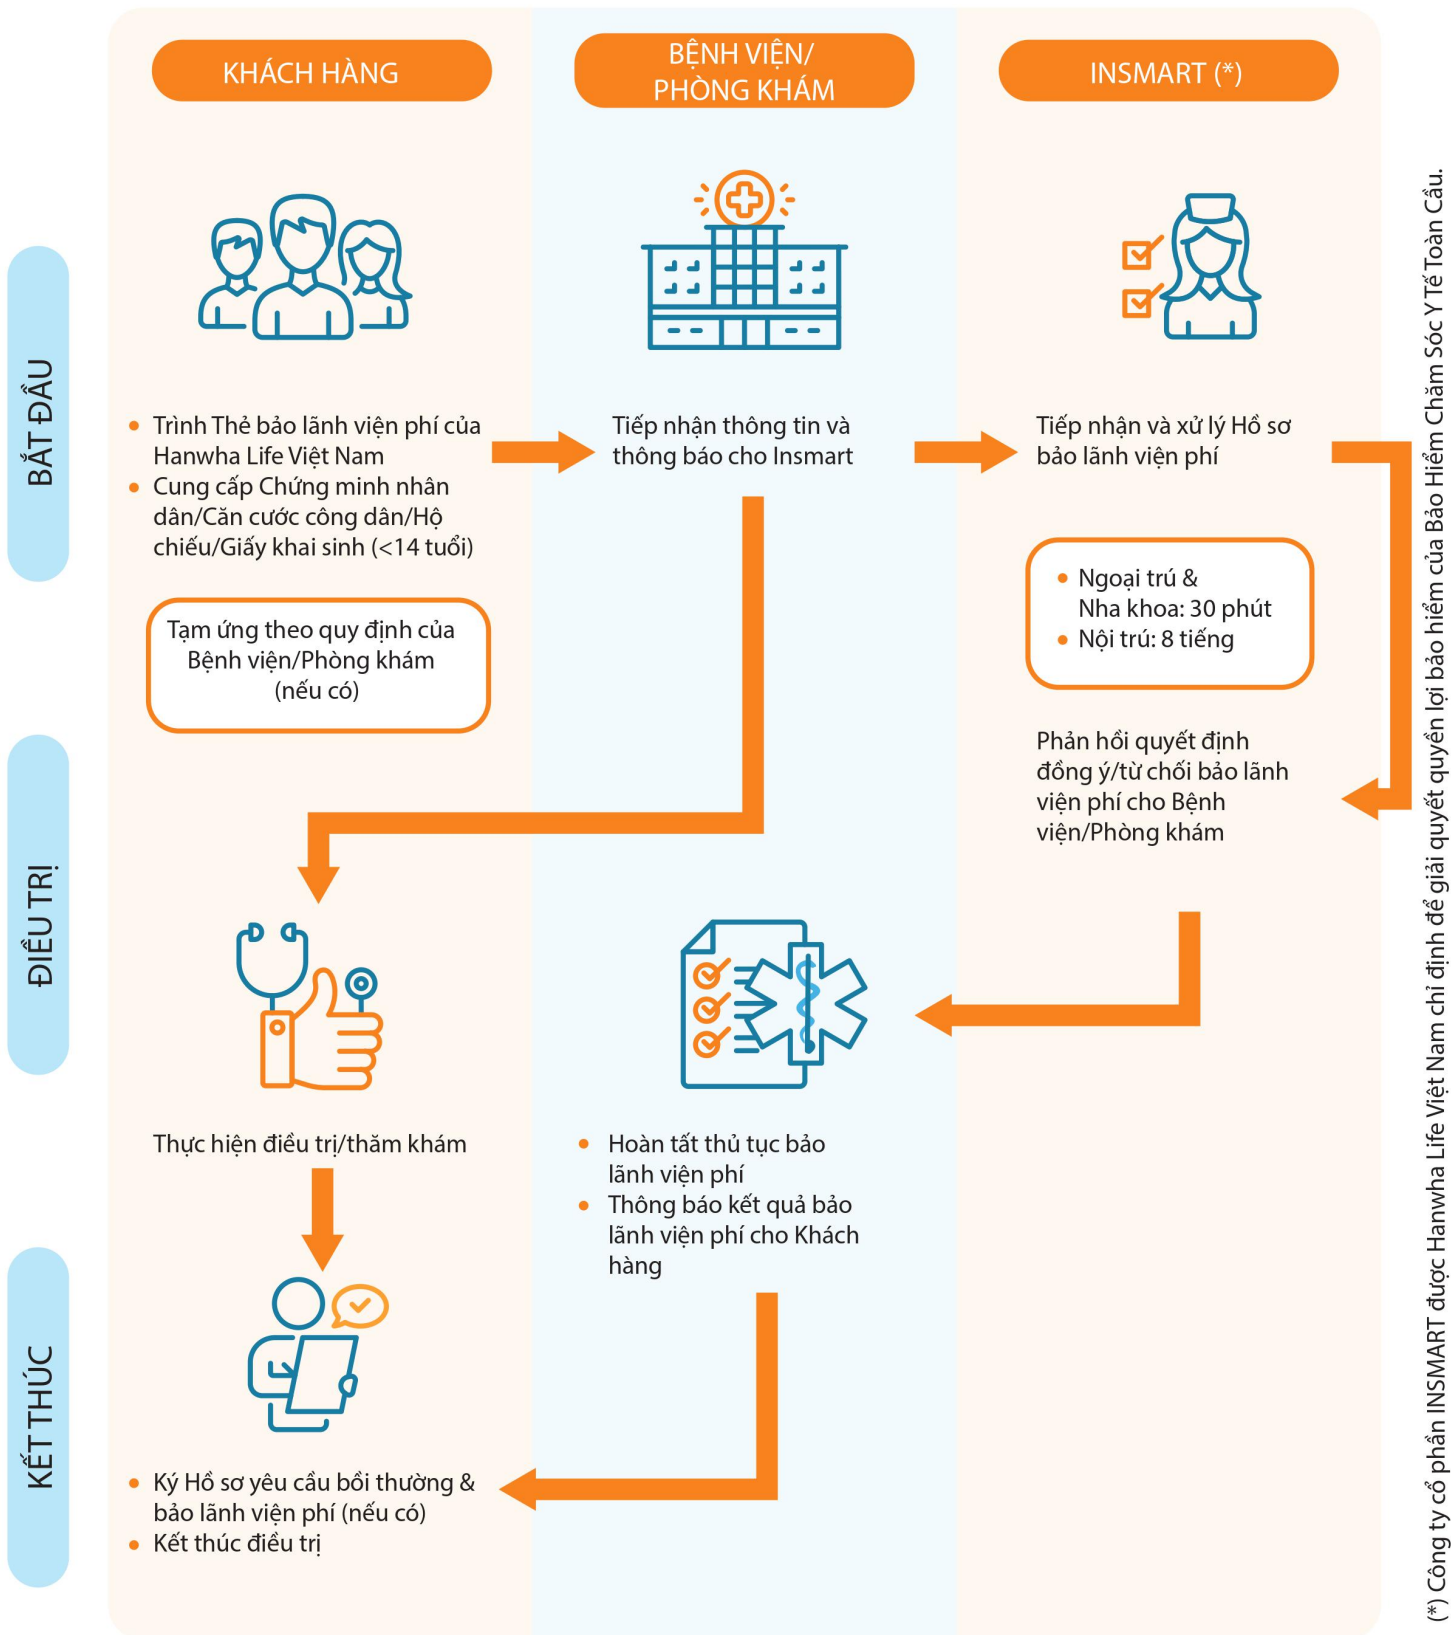 KHÁCH HÀNG
BỆNH VIỆN/
PHÒNG KHÁM
INSMART (*)
BẮT ĐẦU
• Trình Thẻ bảo lãnh viện phí của
Hanwha Life Việt Nam
• Cung cấp Chứng minh nhân
dân/Căn cước công dân/Hộ
chiếu/Giấy khai sinh (<14 tuổi)
Tạm ứng theo quy định của
Bệnh viện/Phòng khám
(nếu có)
Tiếp nhận thông tin và
thông báo cho Insmart
Tiếp nhận và xử lý Hồ sơ
bảo lãnh viện phí
• Ngoại trú &
Nha khoa: 30 phút
• Nội trú: 8 tiếng
Phản hồi quyết định
đồng ý/từ chối bảo lãnh
viện phí cho Bệnh
viện/Phòng khám
ĐIỀU TRỊ
Thực hiện điều trị/thăm khám
• Hoàn tất thủ tục bảo
lãnh viện phí
• Thông báo kết quả bảo
lãnh viện phí cho Khách
hàng
KẾT THÚC
• Ký Hồ sơ yêu cầu bồi thường &
bảo lãnh viện phí (nếu có)
• Kết thúc điều trị
(*) Công ty cổ phần INSMART được Hanwha Life Việt Nam chỉ định để giải quyết quyền lợi bảo hiểm của Bảo Hiểm Chăm Sóc Y Tế Toàn Cầu.